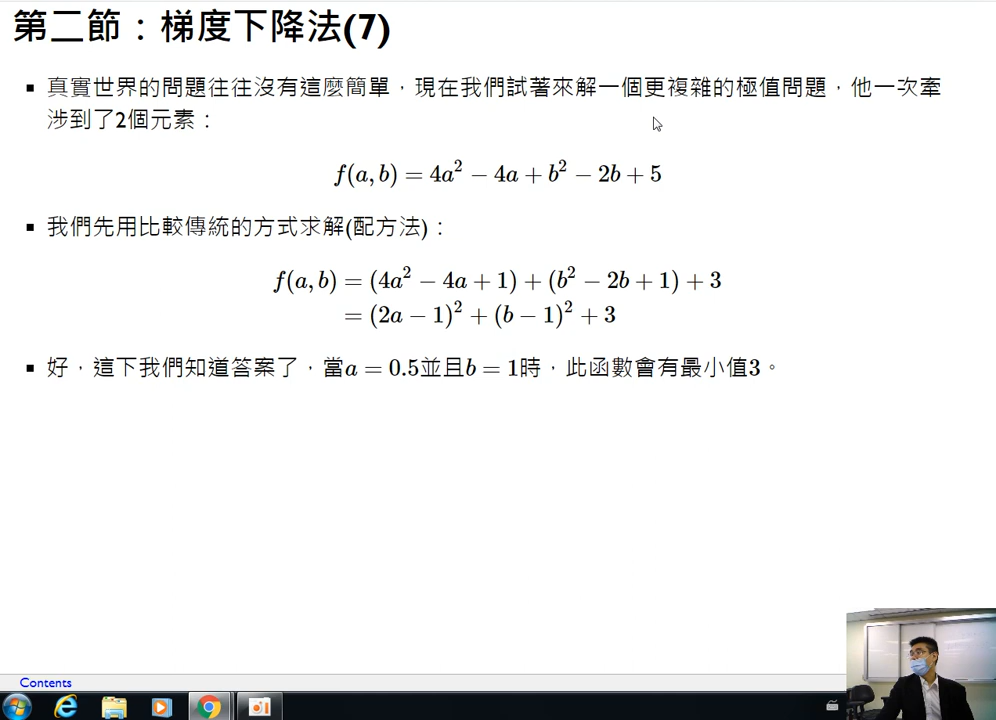 第二節：梯度下降法(7)
▪ 真實世界的問題往往沒有這麼簡單，現在我們試著來解一個更複雜的極值問題，他一次牽
涉到了2個元素：
f(a, b) = 4a² − 4a + b² − 2b + 5
▪ 我們先用比較傳統的方式求解(配方法)：
f(a, b) = (4a² − 4a + 1) + (b² − 2b + 1) + 3
= (2a − 1)² + (b − 1)² + 3
▪ 好，這下我們知道答案了，當a = 0.5並且b = 1時，此函數會有最小值3。
Contents